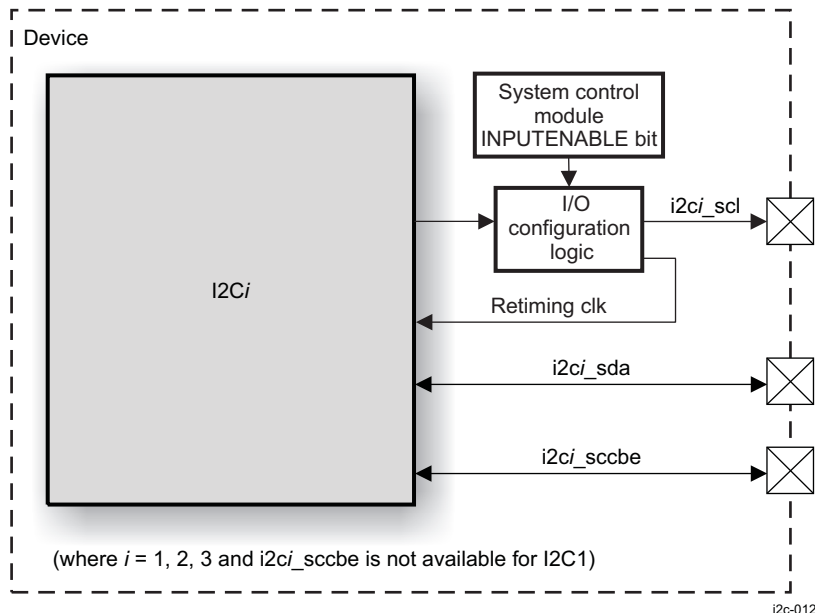 Device
System control
module
INPUTENABLE bit
I/O
configuration
logic
i2ci_scl
I2Ci
Retiming clk
i2ci_sda
i2ci_sccbe
(where i = 1, 2, 3 and i2ci_sccbe is not available for I2C1)
i2c-012